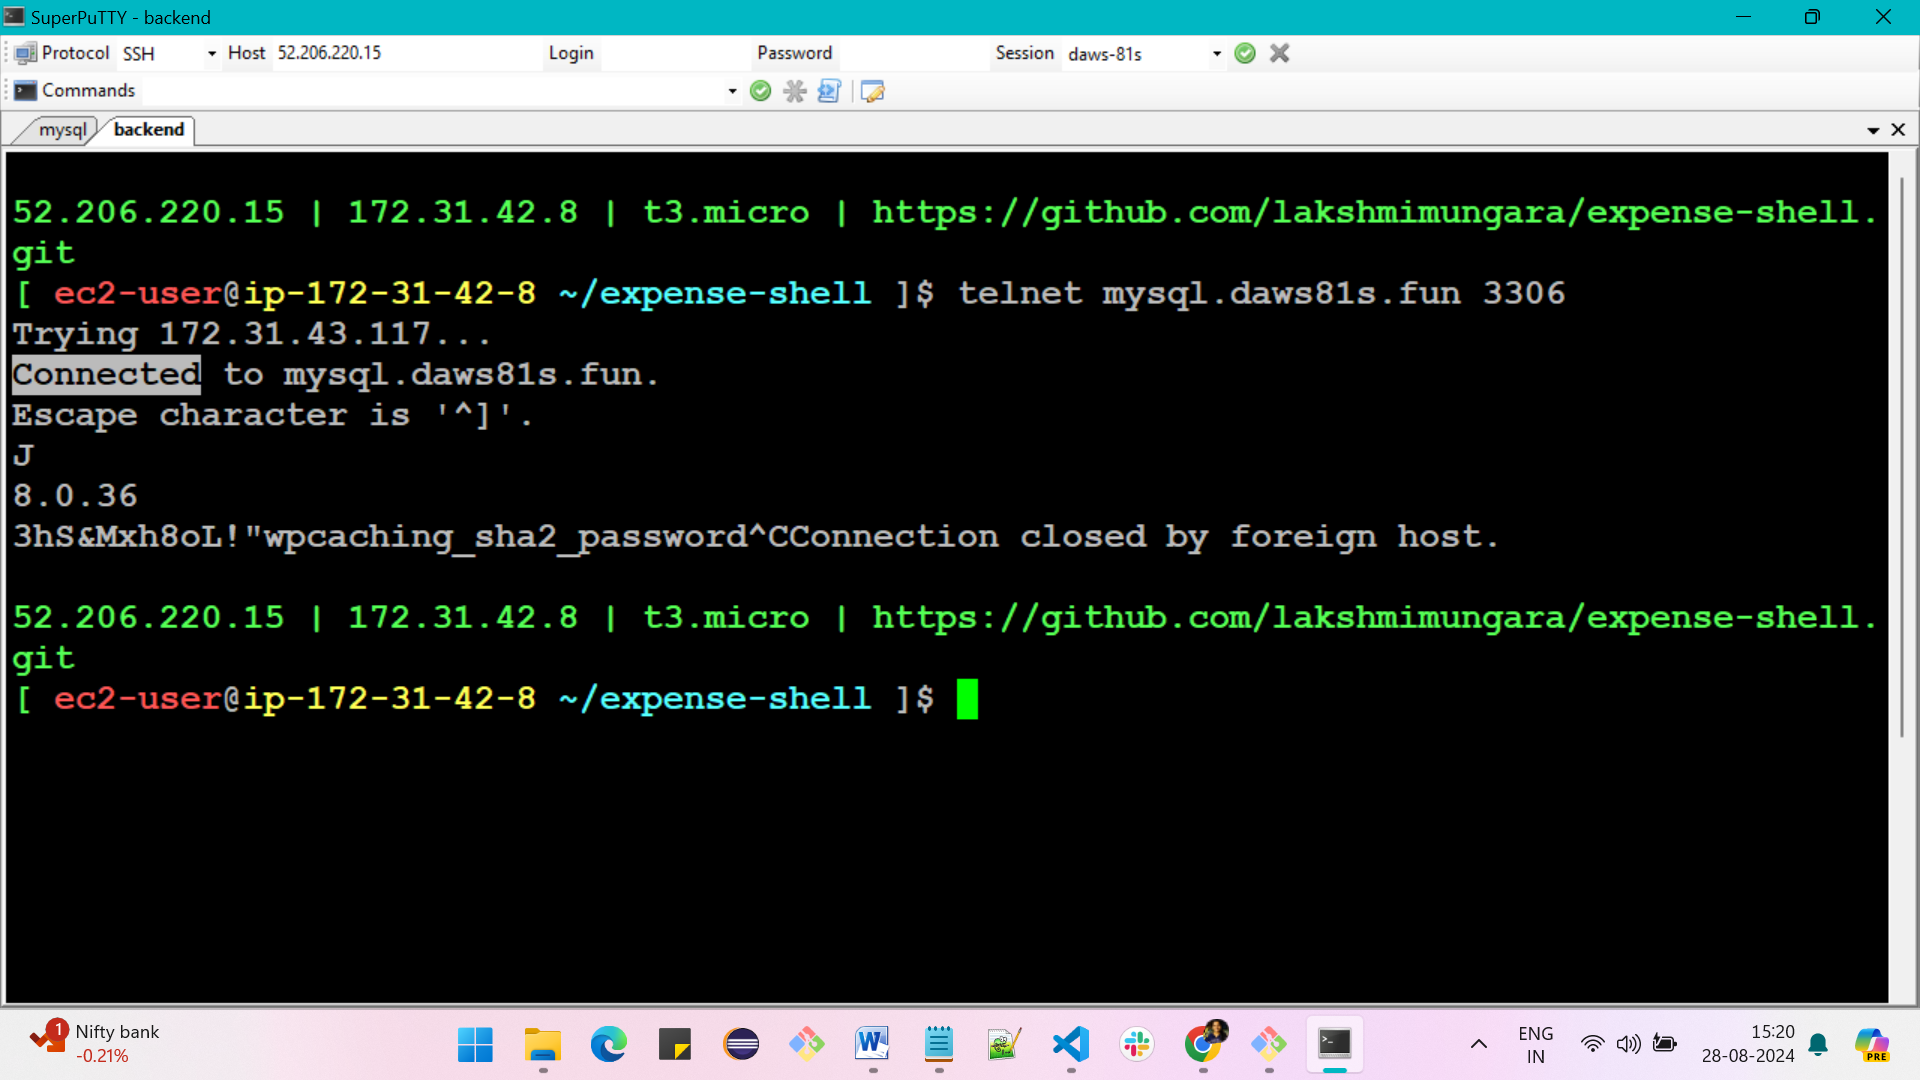 SuperPuTTY - backend
Protocol SSH Host 52.206.220.15 Login Password Session daws-81s
Commands
mysql backend
52.206.220.15 | 172.31.42.8 | t3.micro | https://github.com/lakshmimungara/expense-shell.
git
[ ec2-user@ip-172-31-42-8 ~/expense-shell ]$ telnet mysql.daws81s.fun 3306
Trying 172.31.43.117...
Connected to mysql.daws81s.fun.
Escape character is '^]'.
J
8.0.36
3hS&Mxh8oL!"wpcaching_sha2_password^CConnection closed by foreign host.
52.206.220.15 | 172.31.42.8 | t3.micro | https://github.com/lakshmimungara/expense-shell.
git
[ ec2-user@ip-172-31-42-8 ~/expense-shell ]$
1 Nifty bank
-0.21%
ENG
IN
15:20
28-08-2024
PRE